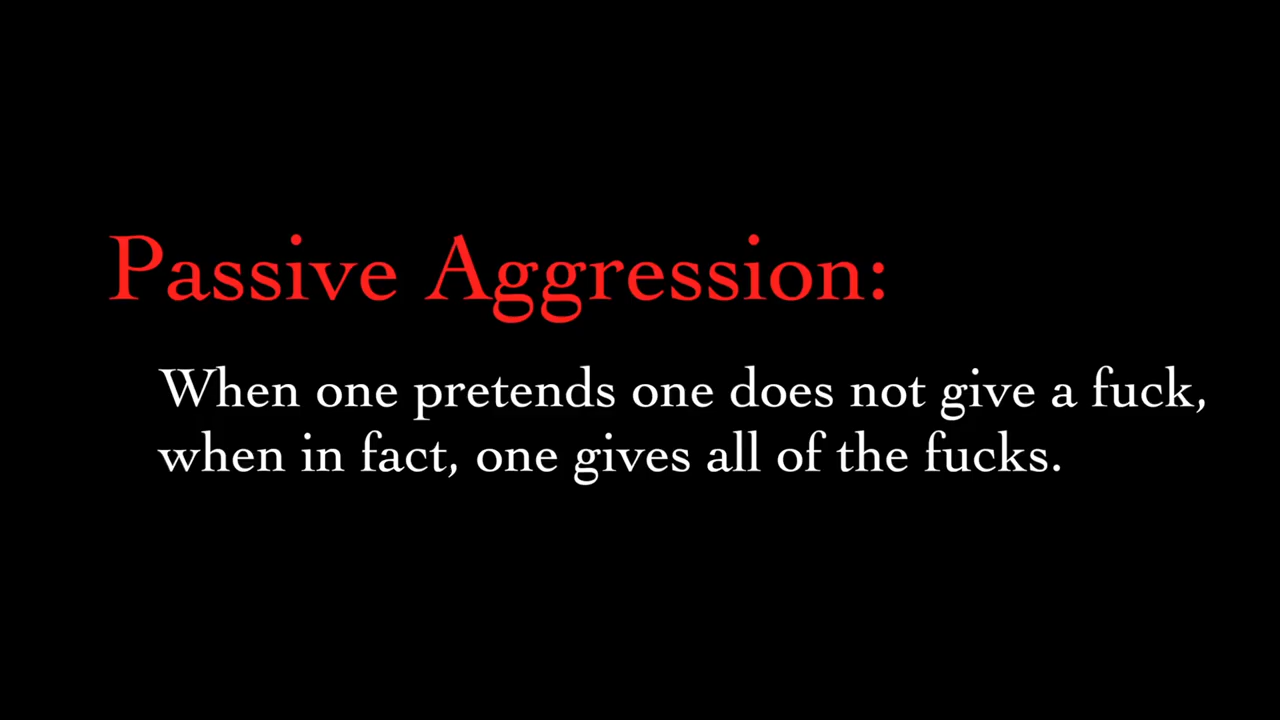 Passive Aggression:
When one pretends one does not give a fuck,
when in fact, one gives all of the fucks.